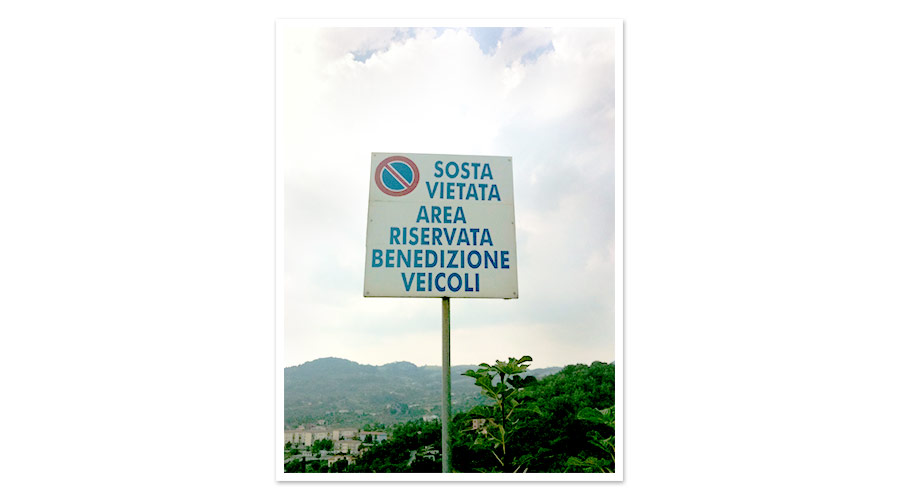 SOSTA
VIETATA
AREA
RISERVATA
BENEDIZIONE
VEICOLI